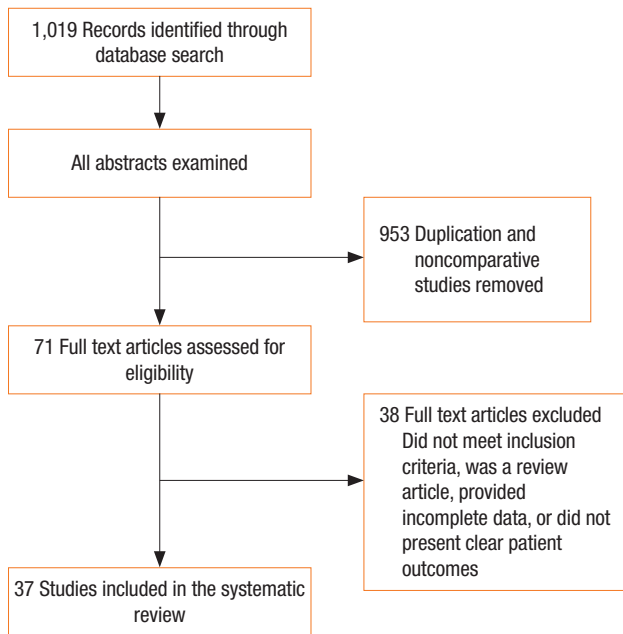 1,019 Records identified through
database search
All abstracts examined
953 Duplication and
noncomparative
studies removed
71 Full text articles assessed for
eligibility
38 Full text articles excluded
Did not meet inclusion
criteria, was a review
article, provided
incomplete data, or did not
present clear patient
outcomes
37 Studies included in the systematic
review